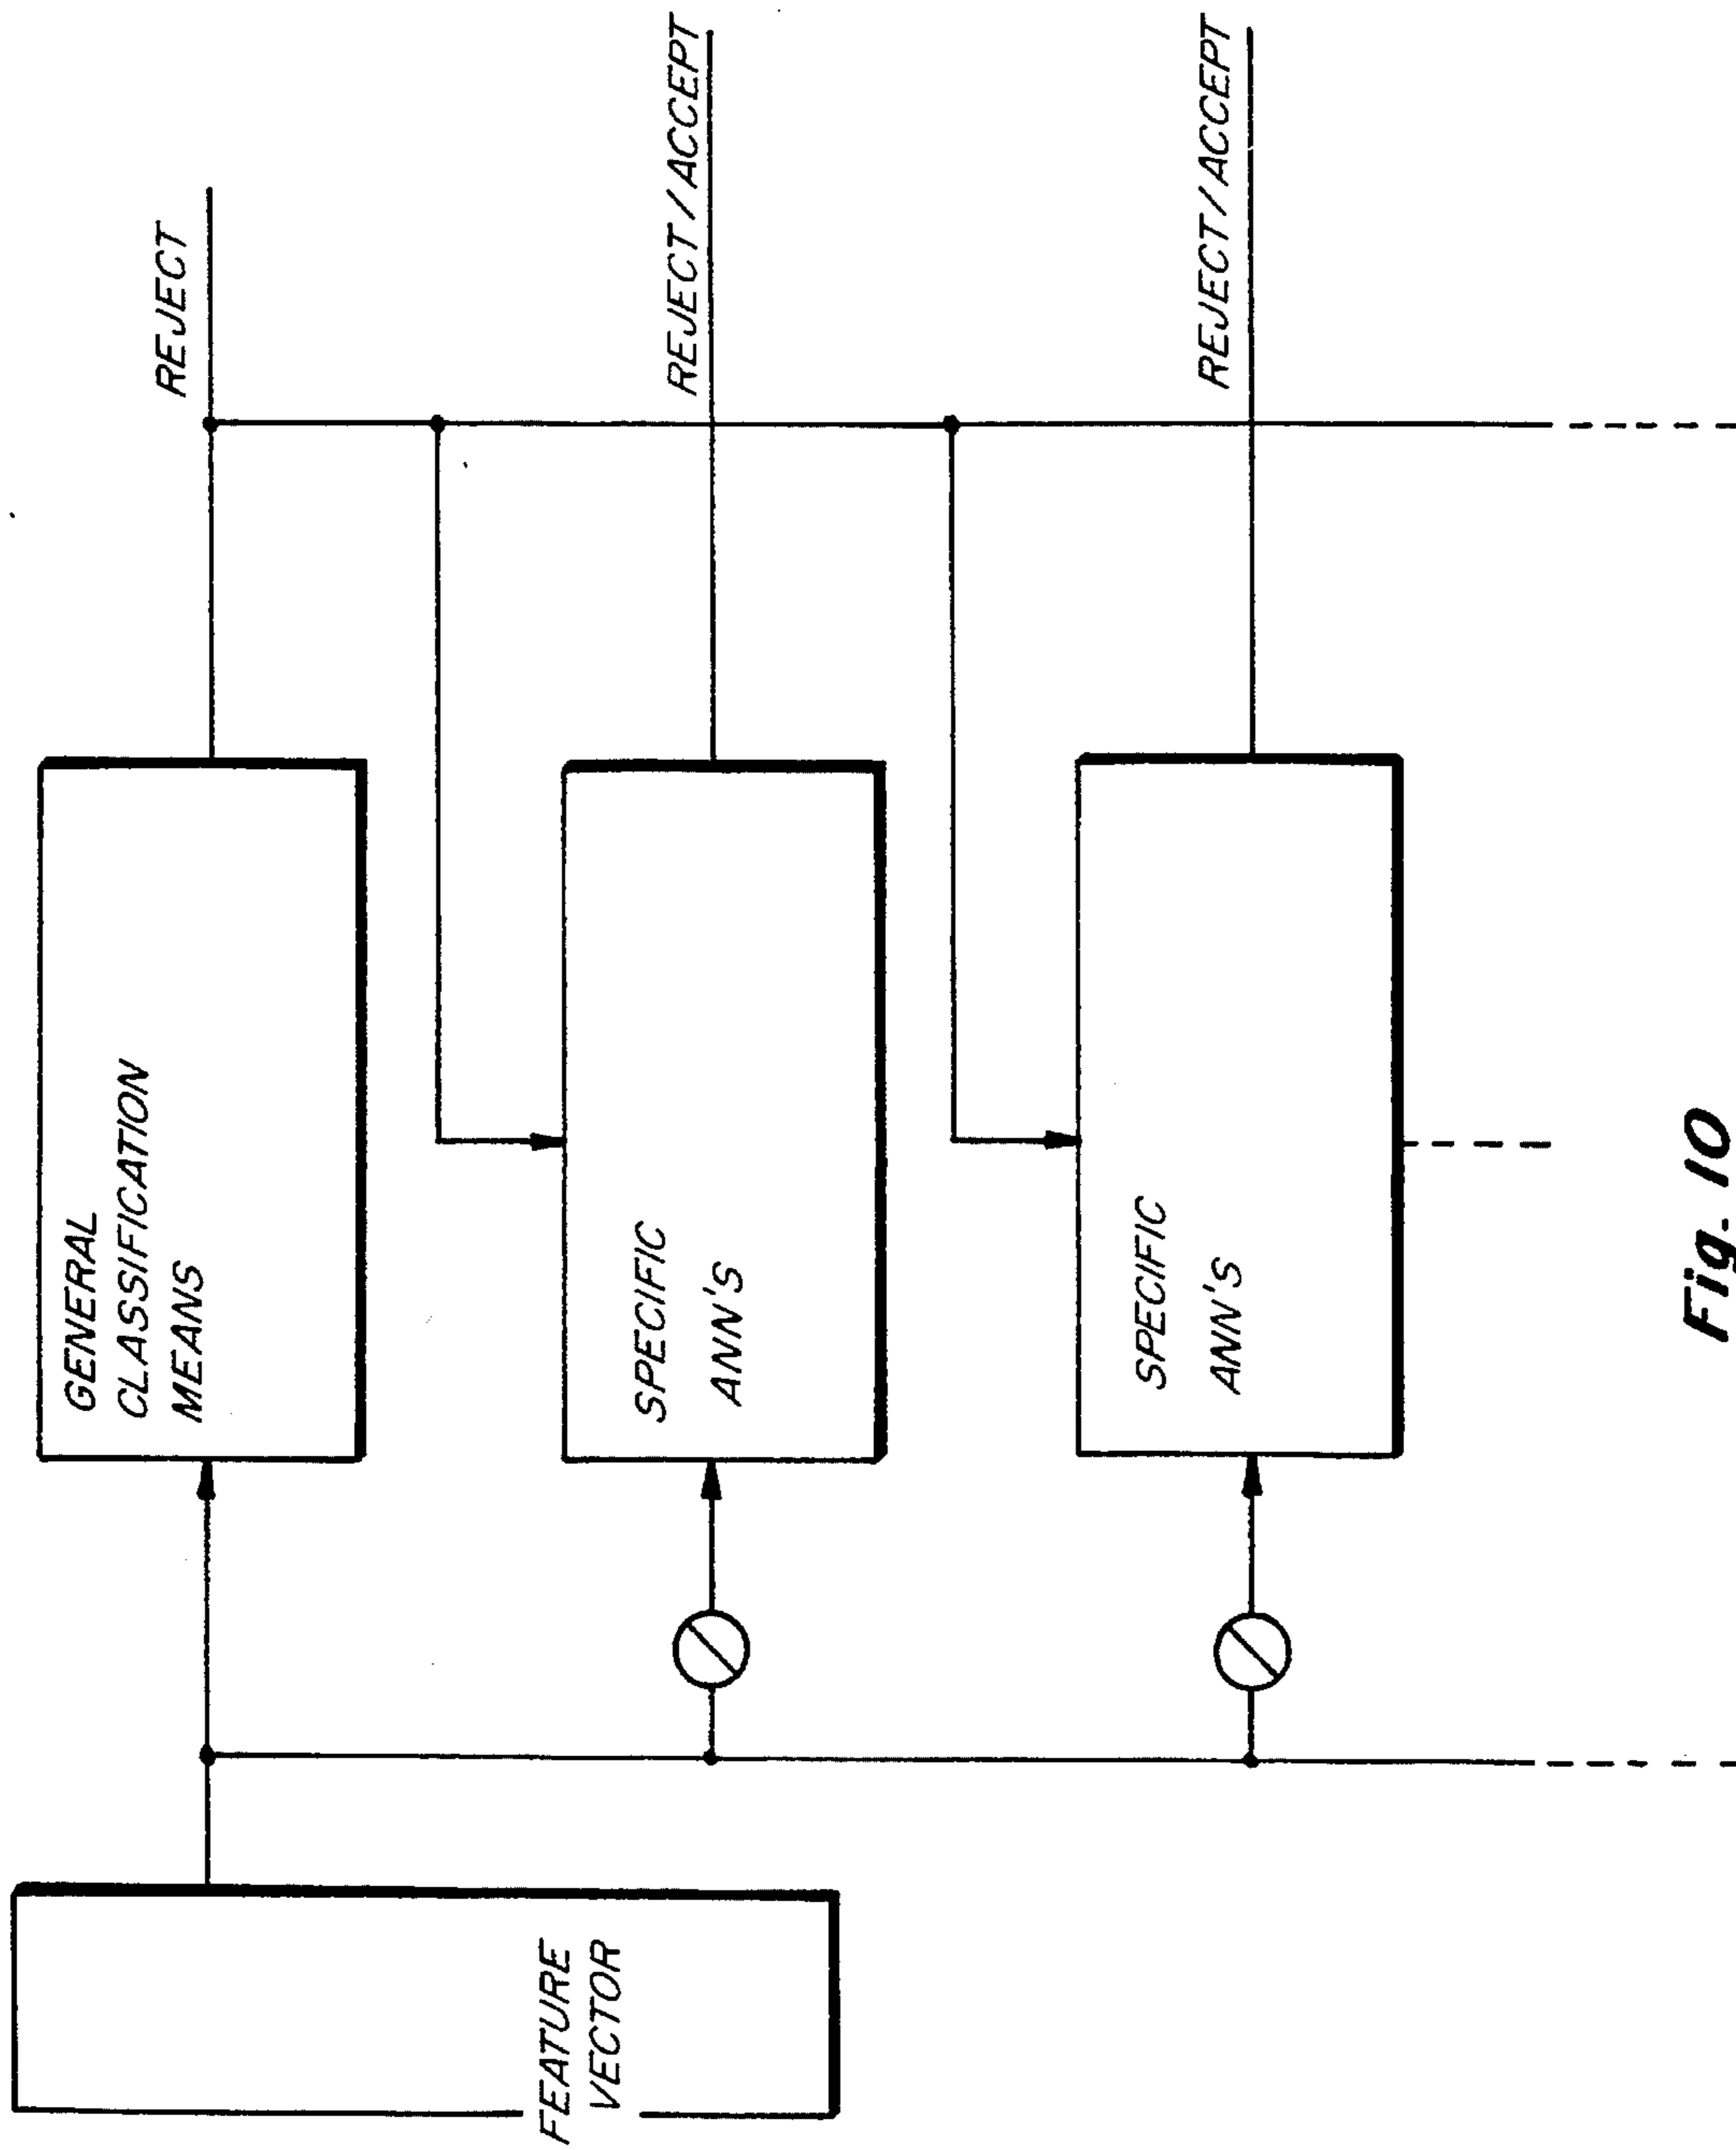 FEATURE
VECTOR
GENERAL
CLASSIFICATION
MEANS
REJECT
SPECIFIC
ANN'S
REJECT/ACCEPT
SPECIFIC
ANN'S
REJECT/ACCEPT
Fig. 10